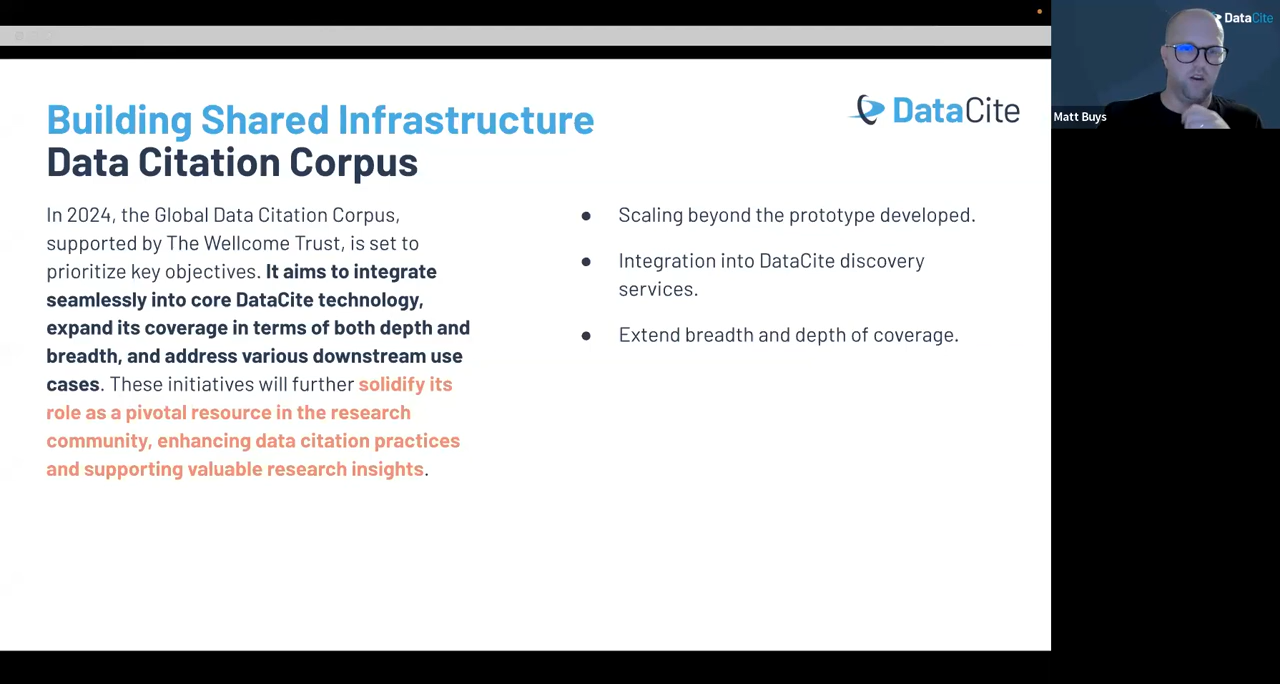 Building Shared Infrastructure
Data Citation Corpus
DataCite
In 2024, the Global Data Citation Corpus,
supported by The Wellcome Trust, is set to
prioritize key objectives. It aims to integrate
seamlessly into core DataCite technology,
expand its coverage in terms of both depth and
breadth, and address various downstream use
cases. These initiatives will further solidify its
role as a pivotal resource in the research
community, enhancing data citation practices
and supporting valuable research insights.
● Scaling beyond the prototype developed.
● Integration into DataCite discovery
services.
● Extend breadth and depth of coverage.
DataCite
Matt Buys